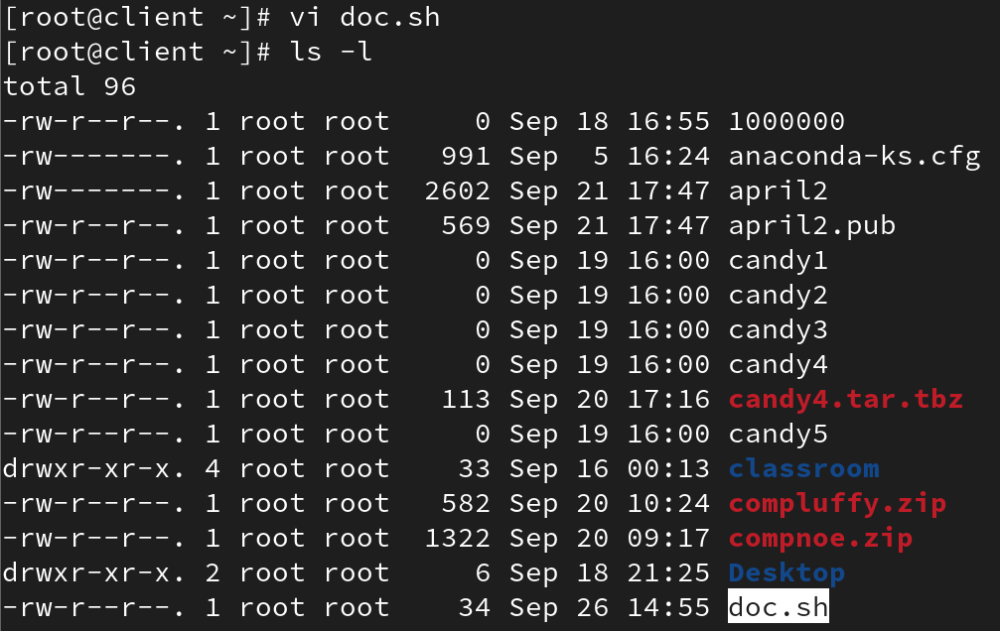 [root@client ~]# vi doc.sh
[root@client ~]# ls -l
total 96
-rw-r--r--. 1 root root     0 Sep 18 16:55 1000000
-rw-------. 1 root root   991 Sep  5 16:24 anaconda-ks.cfg
-rw-------. 1 root root  2602 Sep 21 17:47 april2
-rw-r--r--. 1 root root   569 Sep 21 17:47 april2.pub
-rw-r--r--. 1 root root     0 Sep 19 16:00 candy1
-rw-r--r--. 1 root root     0 Sep 19 16:00 candy2
-rw-r--r--. 1 root root     0 Sep 19 16:00 candy3
-rw-r--r--. 1 root root     0 Sep 19 16:00 candy4
-rw-r--r--. 1 root root   113 Sep 20 17:16 candy4.tar.tbz
-rw-r--r--. 1 root root     0 Sep 19 16:00 candy5
drwxr-xr-x. 4 root root    33 Sep 16 00:13 classroom
-rw-r--r--. 1 root root   582 Sep 20 10:24 compluffy.zip
-rw-r--r--. 1 root root  1322 Sep 20 09:17 compnoe.zip
drwxr-xr-x. 2 root root     6 Sep 18 21:25 Desktop
-rw-r--r--. 1 root root    34 Sep 26 14:55 doc.sh